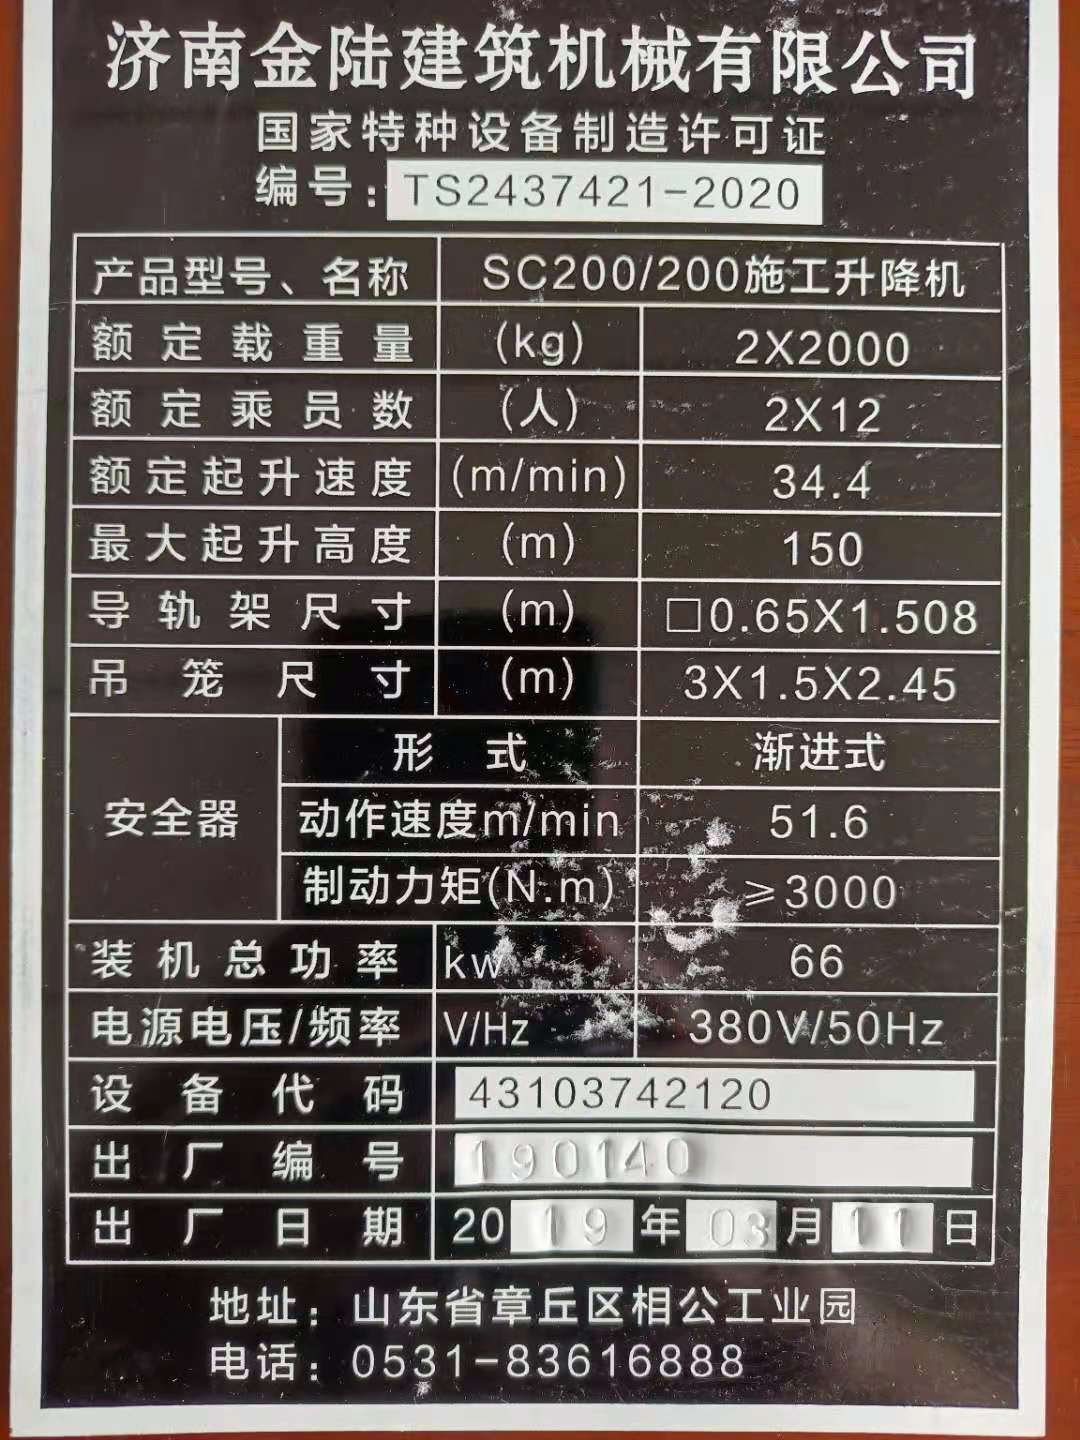 济南金陆建筑机械有限公司
国家特种设备制造许可证
编号：TS2437421-2020
产品型号、名称 SC200/200施工升降机
额定载重量 (kg) 2X2000
额定乘员数 (人) 2X12
额定起升速度 (m/min) 34.4
最大起升高度 (m) 150
导轨架尺寸 (m) □0.65X1.508
吊笼尺寸 (m) 3X1.5X2.45
安全器
形式 渐进式
动作速度m/min 51.6
制动力矩(N.m) ≥3000
装机总功率 kw 66
电源电压/频率 V/Hz 380V/50Hz
设备代码 43103742120
出厂编号 190140
出厂日期 2019年03月11日
地址：山东省章丘区相公工业园
电话：0531-83616888